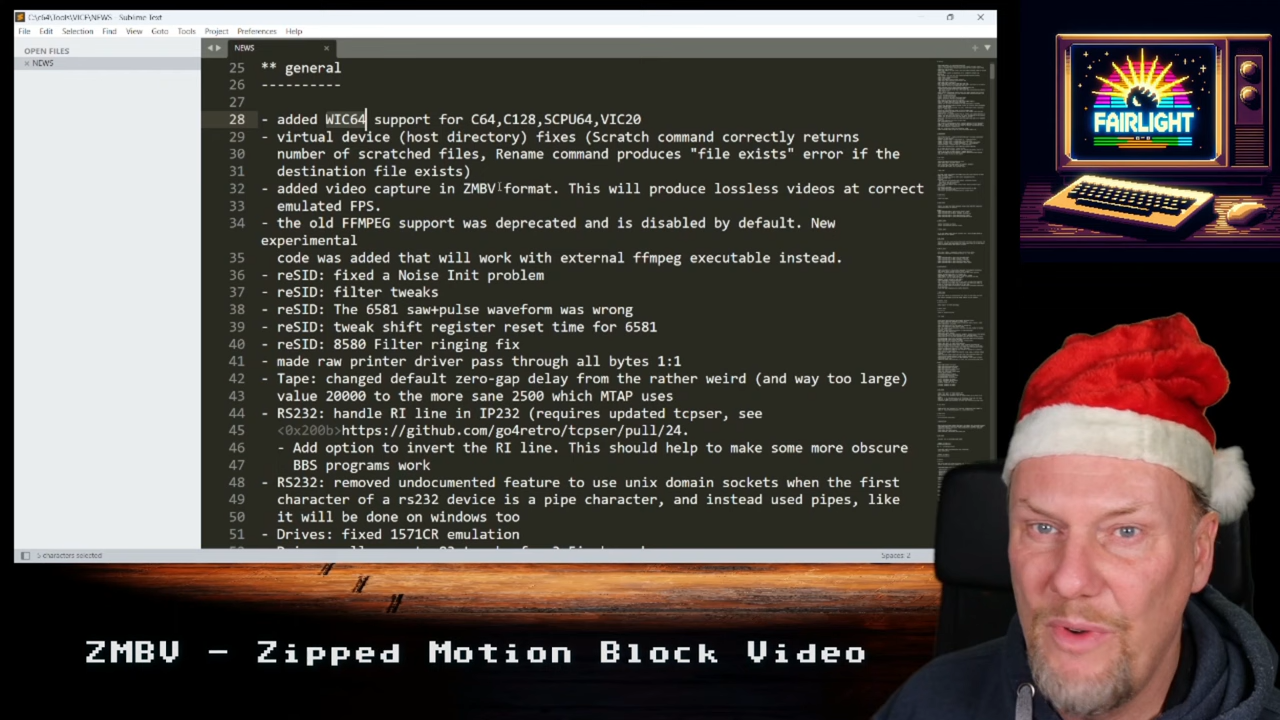 C:\c64\Tools\VICE\NEWS - Sublime Text
File Edit Selection Find View Goto Tools Project Preferences Help
OPEN FILES
× NEWS
NEWS ×
25 ** general
26 ----------
27
28 - added WIC64 support for C64,C128,SCPU64,VIC20
29 - virtual device (host directory) fixes (Scratch command correctly returns
30 number of scratched files, Rename command produces "file exists" error if the
31 destination file exists)
32 - added video capture in ZMBV format. This will produce lossless videos at correct
33 emulated FPS.
34 - the old FFMPEG support was deprecated and is disabled by default. New
experimental
35 code was added that will work with external ffmpeg executable instead.
36 - reSID: fixed a Noise Init problem
37 - reSID: filter tweaks
38 - reSID: The 6581 saw+pulse waveform was wrong
39 - reSID: tweak shift register reset time for 6581
40 - reSID: 8580 Filter ringing fix
41 - made raw printer driver pass through all bytes 1:1
42 - Tape: changed default zero-gap delay from the rather weird (and way too large)
43 value 20000 to the more sane 2500 which MTAP uses
44 - RS232: handle RI line in IP232 (requires updated tcpser, see
45 <0x200b>https://github.com/go4retro/tcpser/pull/24.
46 - Add option to invert the RI line. This should help to make some more obscure
47 BBS programs work
48 - RS232: removed undocumented feature to use unix domain sockets when the first
49 character of a rs232 device is a pipe character, and instead used pipes, like
50 it will be done on windows too
51 - Drives: fixed 1571CR emulation
5 characters selected
Spaces: 2
FAIRLIGHT
ZMBV - Zipped Motion Block Video